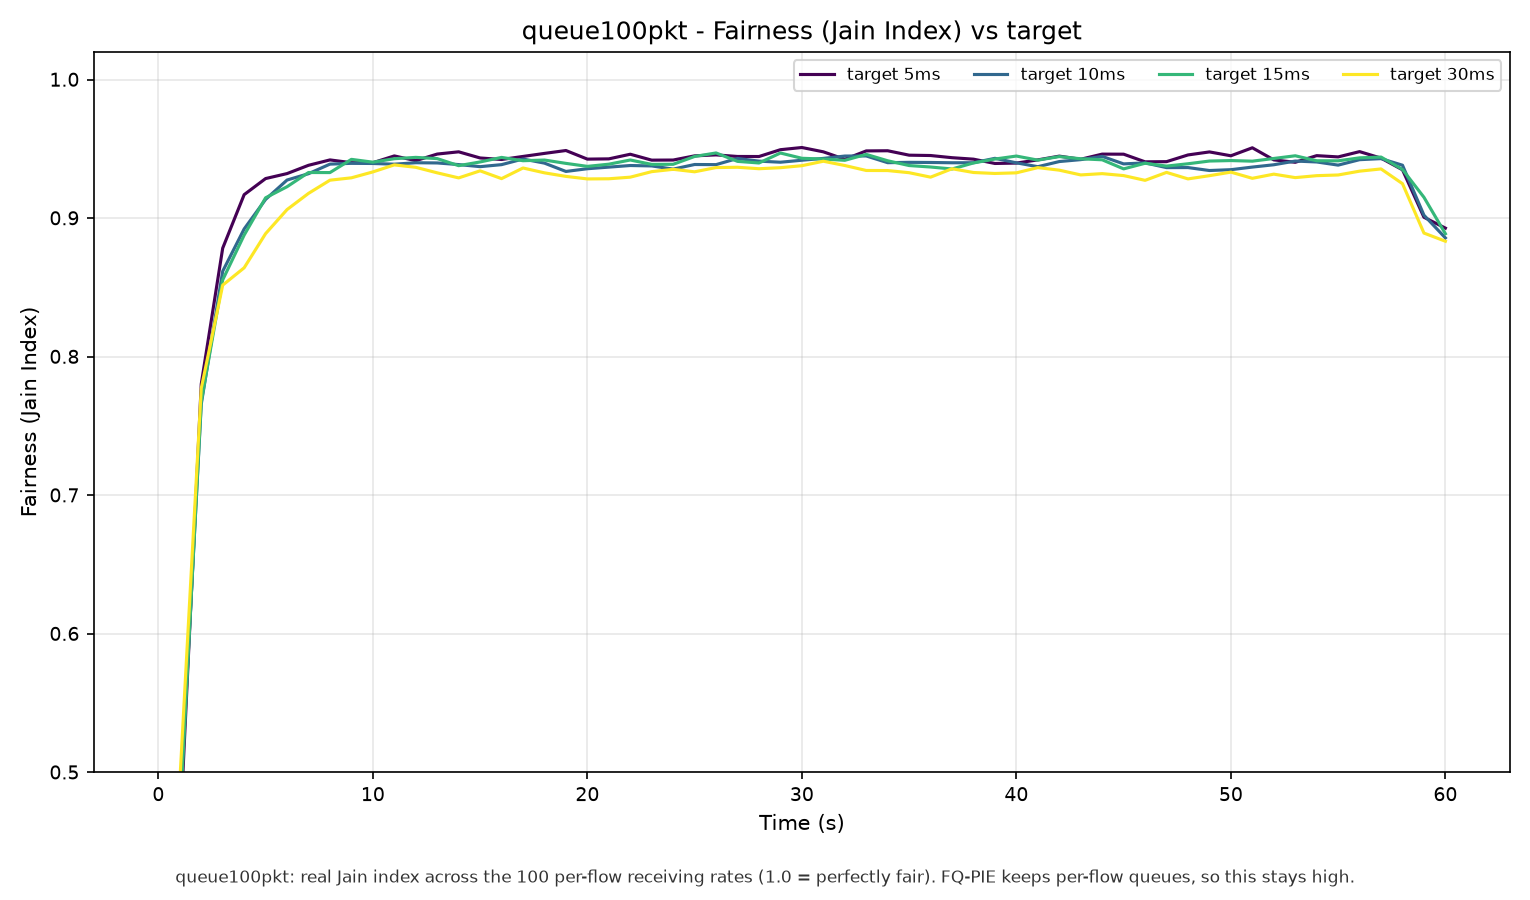 queue100pkt - Fairness (Jain Index) vs target
target 5ms target 10ms target 15ms target 30ms
1.0
0.9
0.8
0.7
0.6
0.5
Fairness (Jain Index)
0 10 20 30 40 50 60
Time (s)
queue100pkt: real Jain index across the 100 per-flow receiving rates (1.0 = perfectly fair). FQ-PIE keeps per-flow queues, so this stays high.